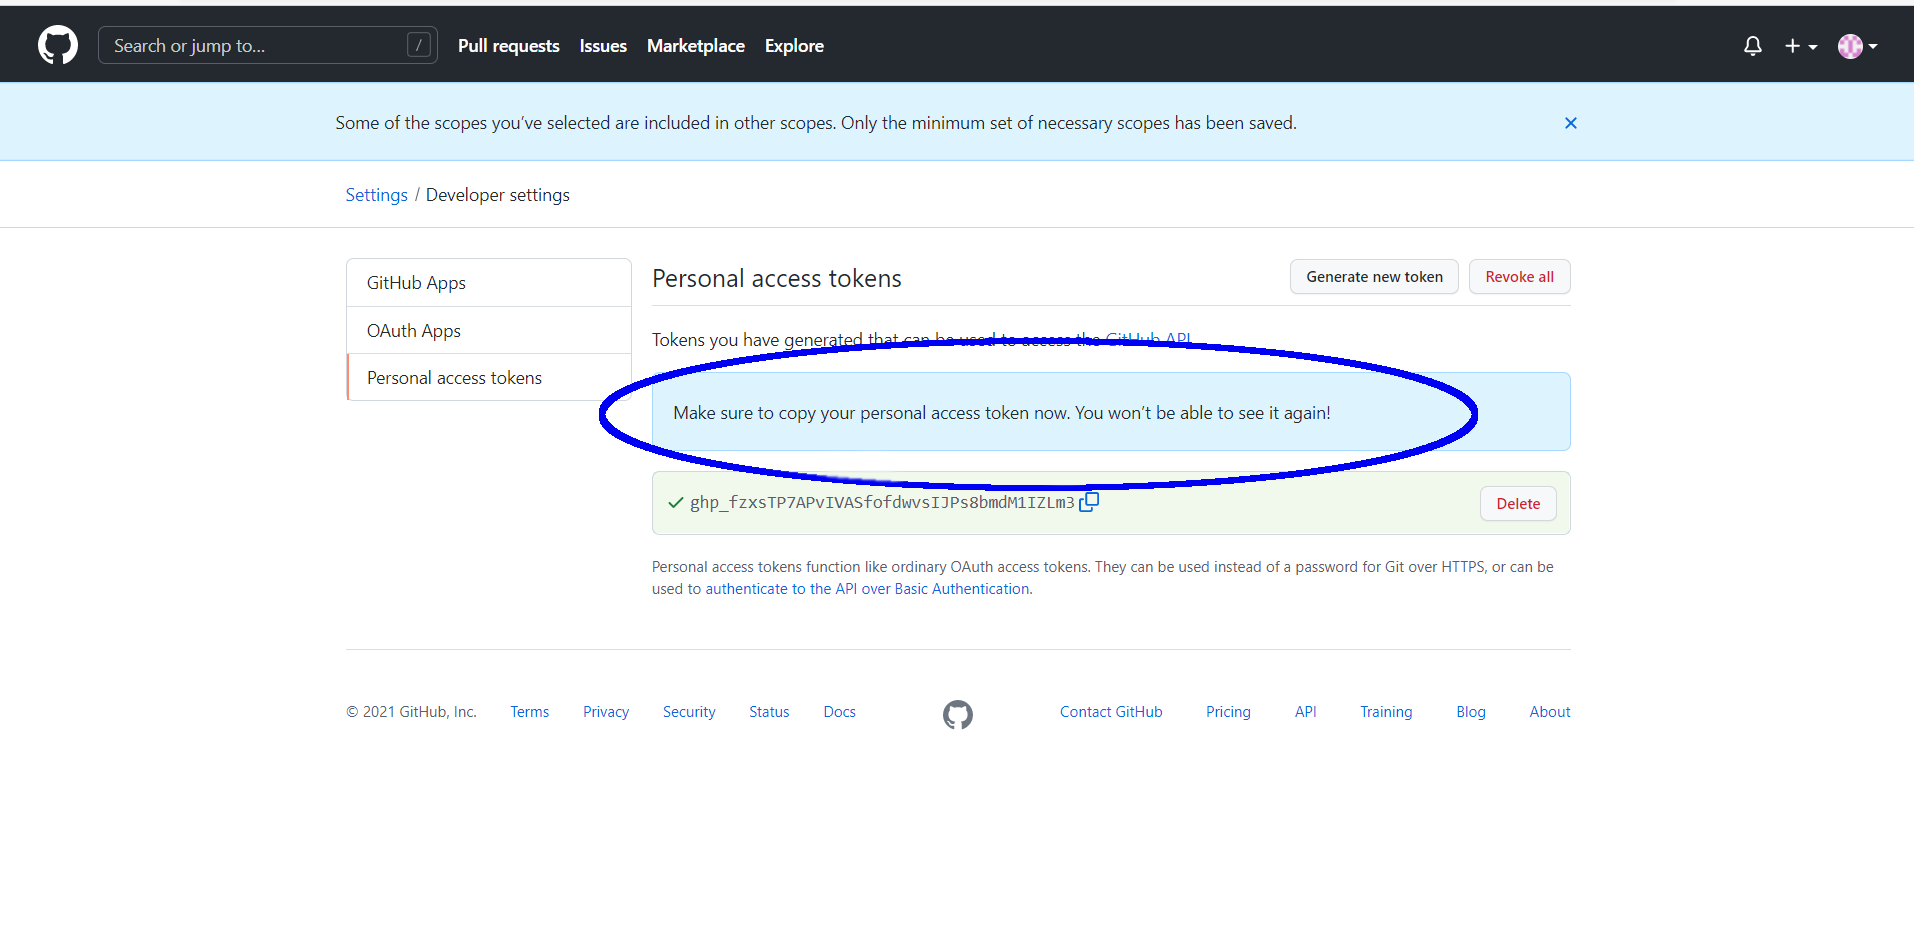 Search or jump to... /
Pull requests Issues Marketplace Explore
Some of the scopes you’ve selected are included in other scopes. Only the minimum set of necessary scopes has been saved.
Settings / Developer settings
GitHub Apps
OAuth Apps
Personal access tokens
Personal access tokens
Generate new token
Revoke all
Tokens you have generated that can be used to access the GitHub API.
Make sure to copy your personal access token now. You won’t be able to see it again!
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
Delete
Personal access tokens function like ordinary OAuth access tokens. They can be used instead of a password for Git over HTTPS, or can be
used to authenticate to the API over Basic Authentication.
© 2021 GitHub, Inc. Terms Privacy Security Status Docs Contact GitHub Pricing API Training Blog About